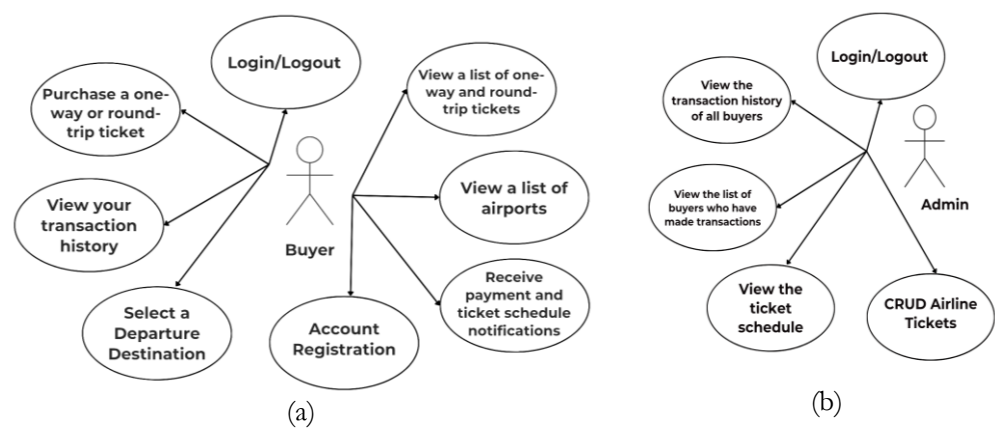 Login/Logout
Purchase a one-
way or round-
trip ticket
View your
transaction
history
Select a
Departure
Destination
Buyer
View a list of one-
way and round-
trip tickets
View a list of
airports
Receive
payment and
ticket schedule
notifications
Account
Registration
(a)
Login/Logout
View the
transaction history
of all buyers
View the list of
buyers who have
made transactions
View the
ticket
schedule
CRUD Airline
Tickets
Admin
(b)